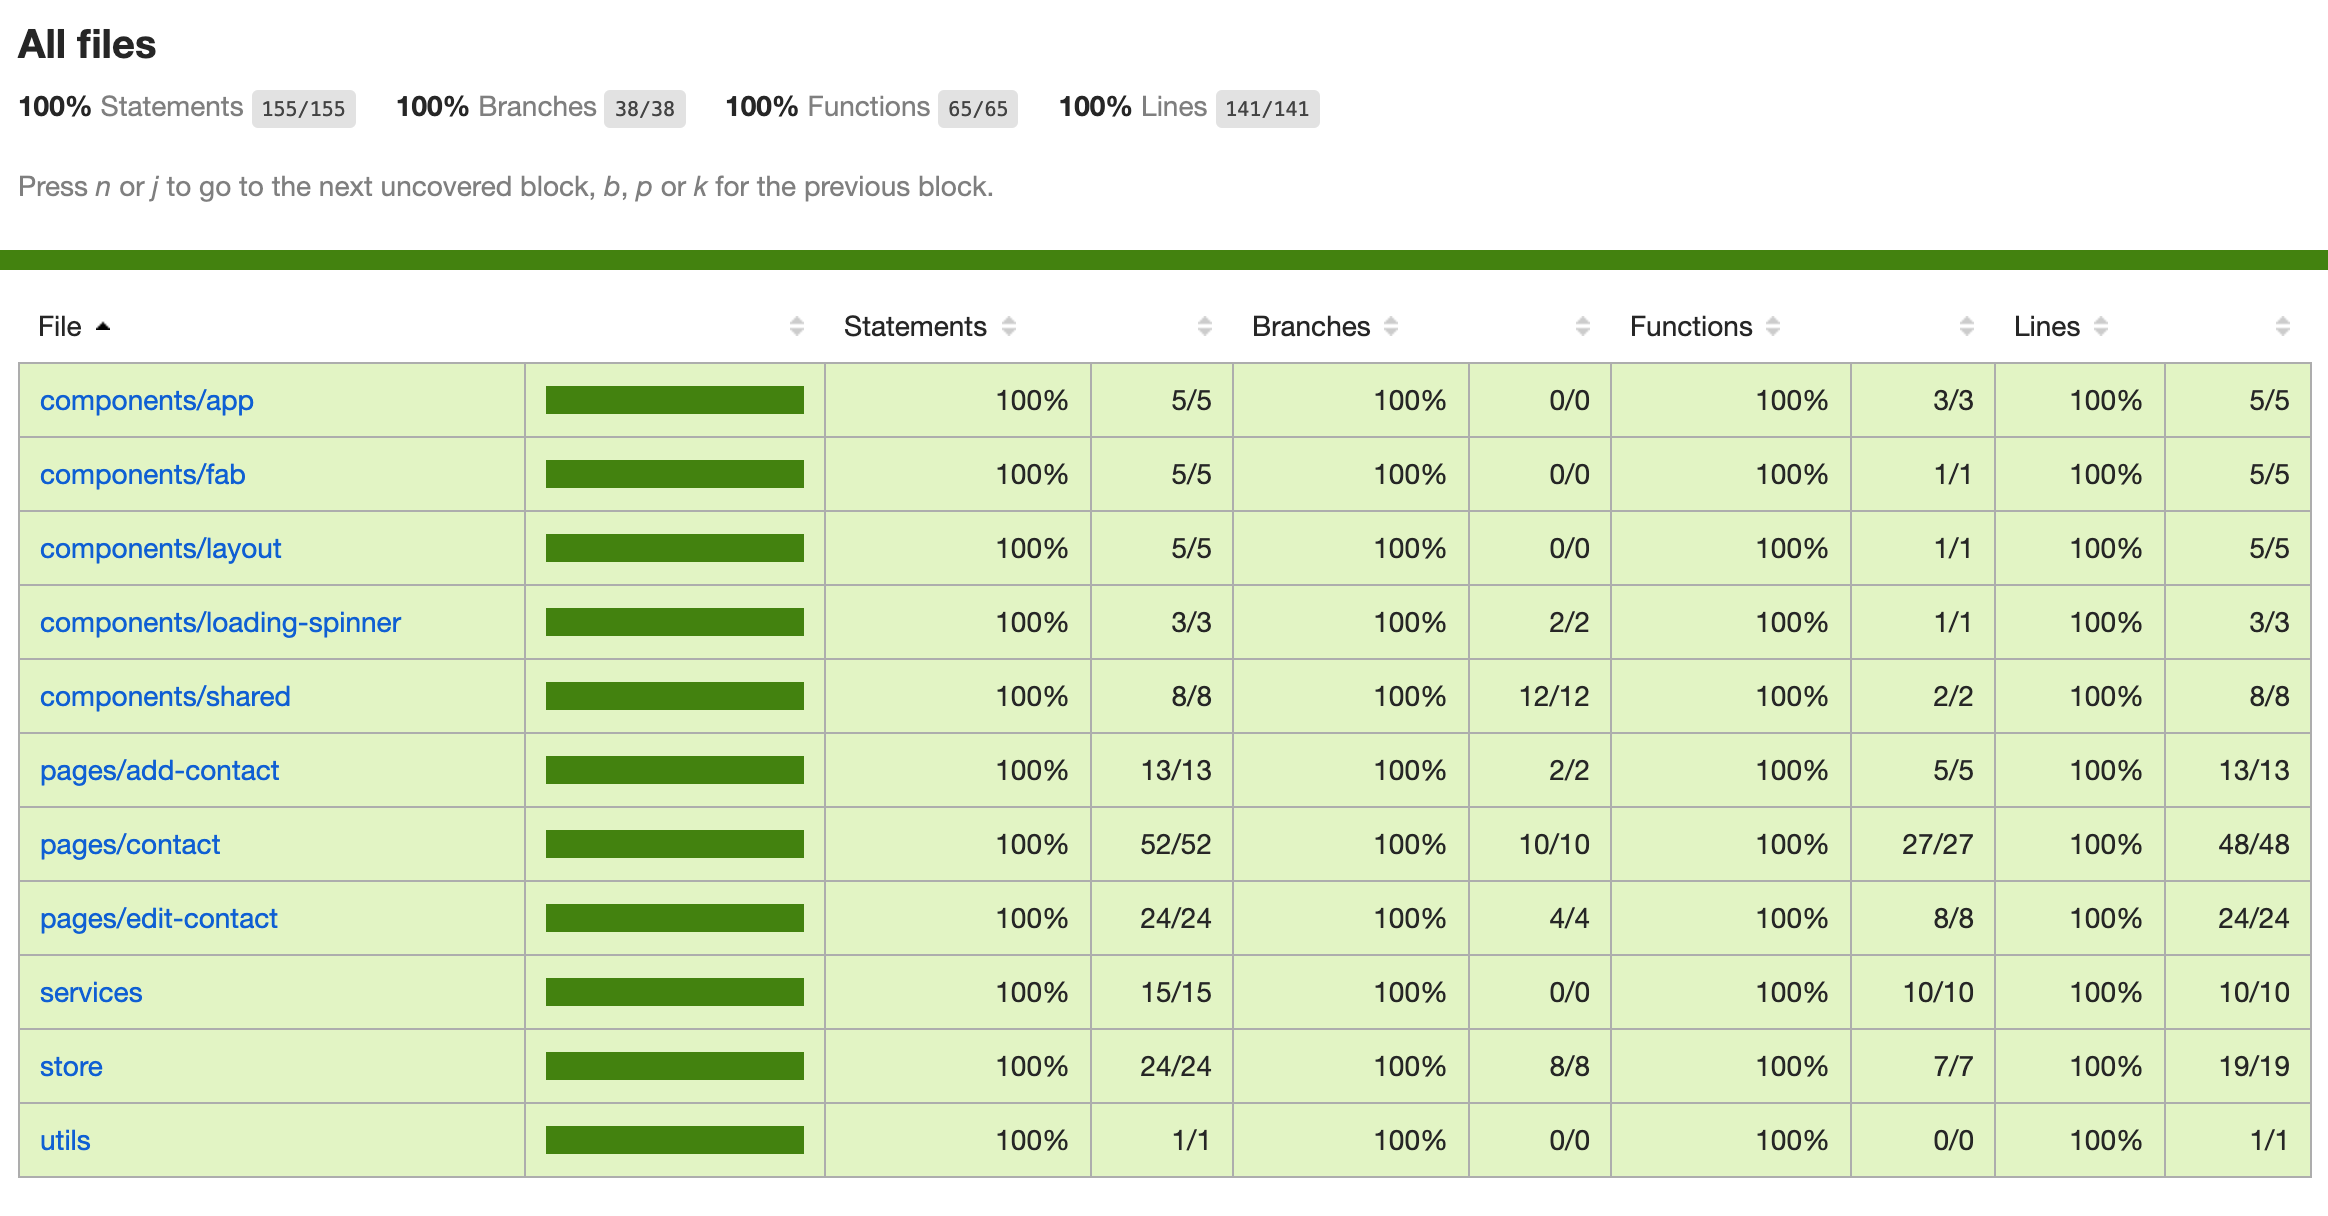 All files
100% Statements 155/155 100% Branches 38/38 100% Functions 65/65 100% Lines 141/141
Press n or j to go to the next uncovered block, b, p or k for the previous block.
File Statements Branches Functions Lines
components/app 100% 5/5 100% 0/0 100% 3/3 100% 5/5
components/fab 100% 5/5 100% 0/0 100% 1/1 100% 5/5
components/layout 100% 5/5 100% 0/0 100% 1/1 100% 5/5
components/loading-spinner 100% 3/3 100% 2/2 100% 1/1 100% 3/3
components/shared 100% 8/8 100% 12/12 100% 2/2 100% 8/8
pages/add-contact 100% 13/13 100% 2/2 100% 5/5 100% 13/13
pages/contact 100% 52/52 100% 10/10 100% 27/27 100% 48/48
pages/edit-contact 100% 24/24 100% 4/4 100% 8/8 100% 24/24
services 100% 15/15 100% 0/0 100% 10/10 100% 10/10
store 100% 24/24 100% 8/8 100% 7/7 100% 19/19
utils 100% 1/1 100% 0/0 100% 0/0 100% 1/1